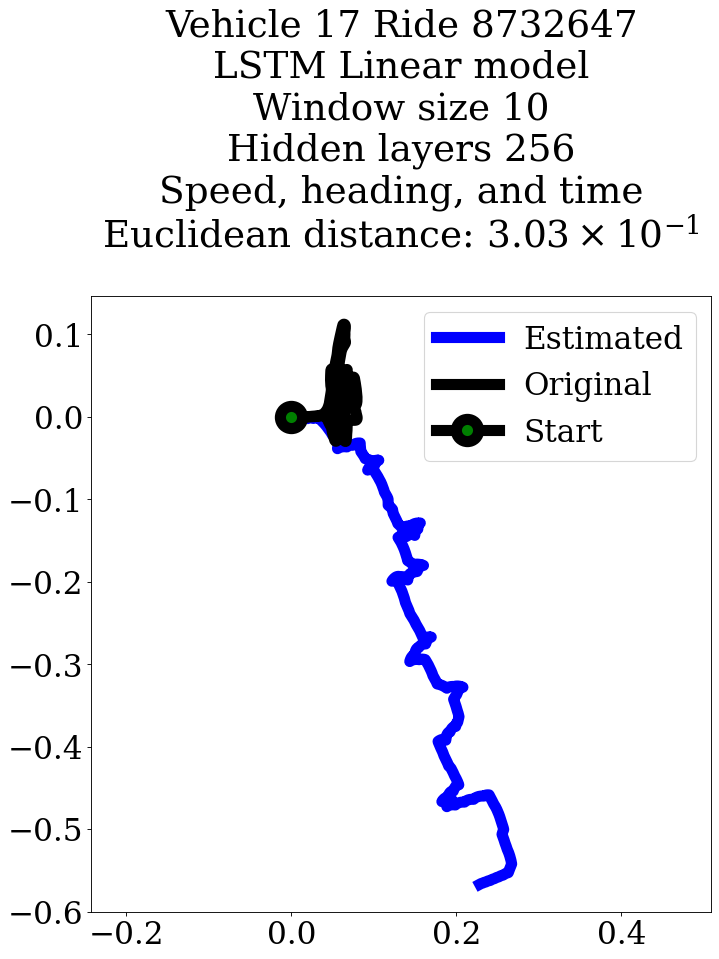 Vehicle 17 Ride 8732647
LSTM Linear model
Window size 10
Hidden layers 256
Speed, heading, and time
Euclidean distance: 3.03 × 10⁻¹
Estimated
Original
Start
0.1
0.0
−0.1
−0.2
−0.3
−0.4
−0.5
−0.6
−0.2 0.0 0.2 0.4